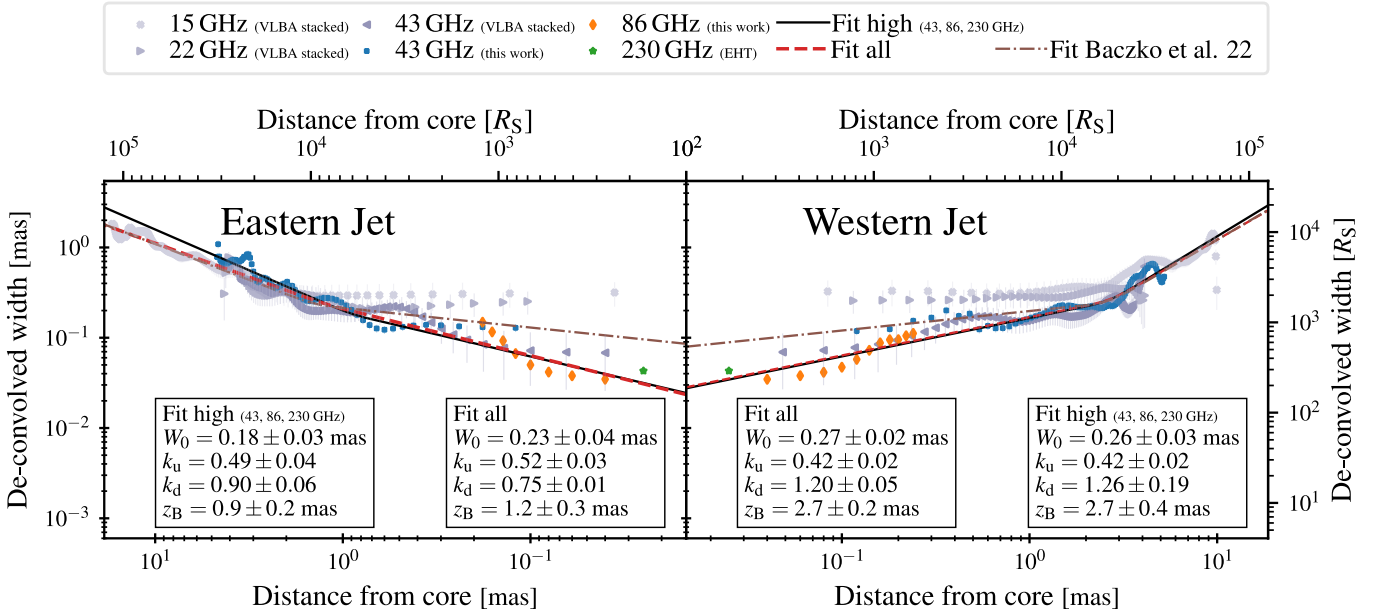 15 GHz (VLBA stacked) 43 GHz (VLBA stacked) 86 GHz (this work) Fit high (43, 86, 230 GHz)
22 GHz (VLBA stacked) 43 GHz (this work) 230 GHz (EHT) Fit all Fit Baczko et al. 22
Distance from core [R_S] Distance from core [R_S]
10^5 10^4 10^3 10^2 10^3 10^4 10^5
Eastern Jet Western Jet
De-convolved width [mas]
10^0
10^-1
10^-2
10^-3
Fit high (43, 86, 230 GHz)
W_0 = 0.18 ± 0.03 mas
k_u = 0.49 ± 0.04
k_d = 0.90 ± 0.06
z_B = 0.9 ± 0.2 mas
Fit all
W_0 = 0.23 ± 0.04 mas
k_u = 0.52 ± 0.03
k_d = 0.75 ± 0.01
z_B = 1.2 ± 0.3 mas
Fit all
W_0 = 0.27 ± 0.02 mas
k_u = 0.42 ± 0.02
k_d = 1.20 ± 0.05
z_B = 2.7 ± 0.2 mas
Fit high (43, 86, 230 GHz)
W_0 = 0.26 ± 0.03 mas
k_u = 0.42 ± 0.02
k_d = 1.26 ± 0.19
z_B = 2.7 ± 0.4 mas
10^4
10^3
10^2
10^1
De-convolved width [R_S]
10^1 10^0 10^-1 10^-1 10^0 10^1
Distance from core [mas] Distance from core [mas]